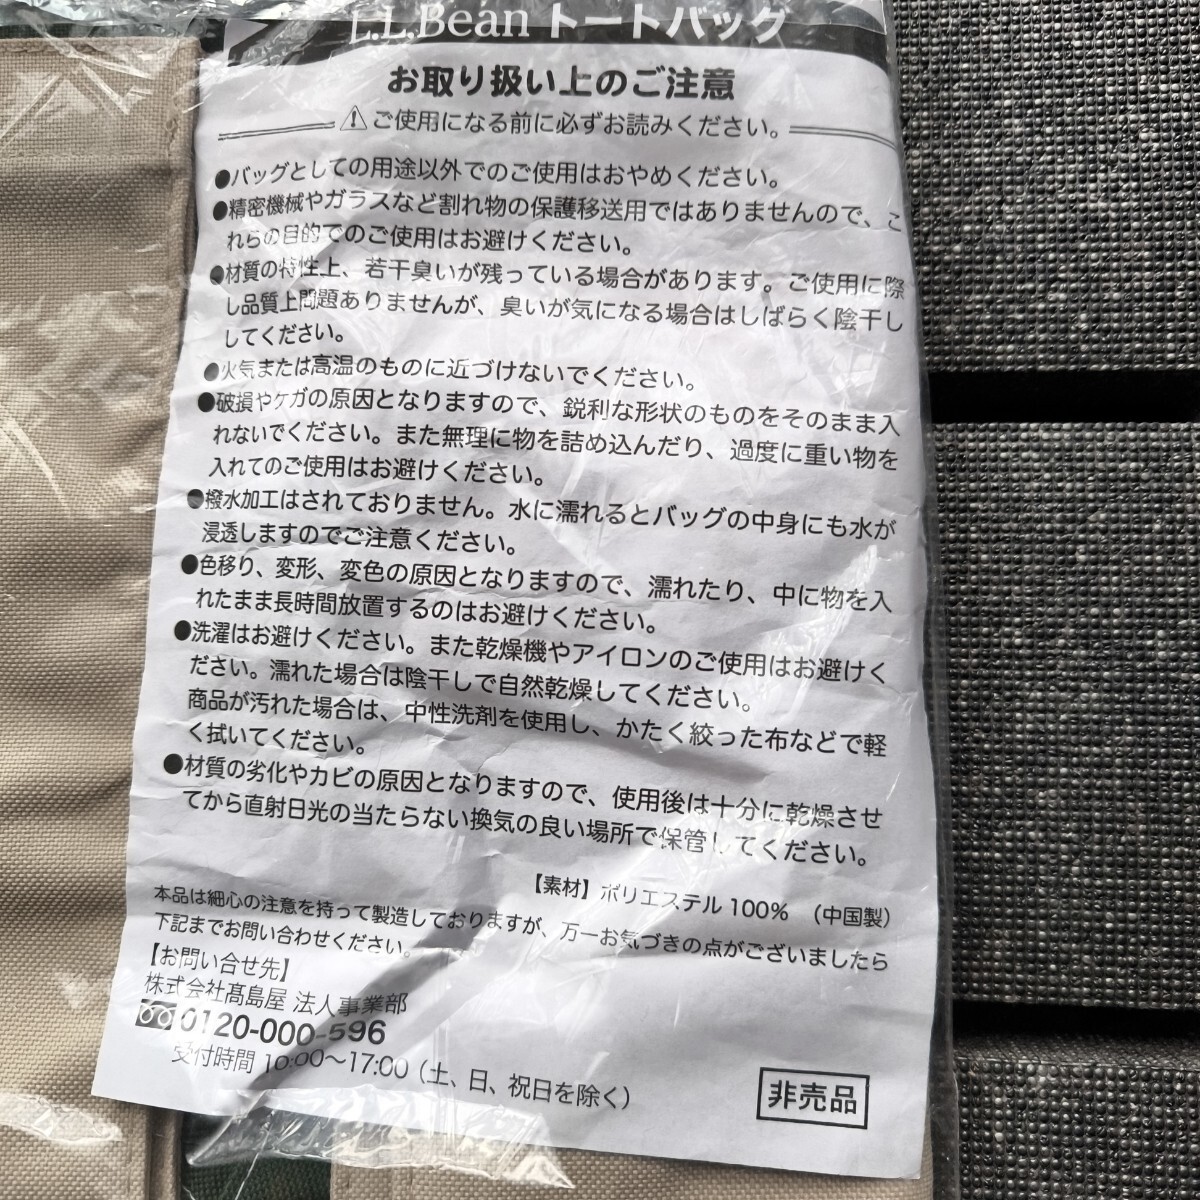 L.L.Bean トートバッグ
お取り扱い上のご注意
⚠ご使用になる前に必ずお読みください。
●バッグとしての用途以外でのご使用はおやめください。
●精密機械やガラスなど割れ物の保護移送用ではありませんので、こ
れらの目的でのご使用はお避けください。
●材質の特性上、若干臭いが残っている場合があります。ご使用に際
し品質上問題ありませんが、臭いが気になる場合はしばらく陰干し
してください。
●火気または高温のものに近づけないでください。
●破損やケガの原因となりますので、鋭利な形状のものをそのまま入
れないでください。また無理に物を詰め込んだり、過度に重い物を
入れてのご使用はお避けください。
●撥水加工はされておりません。水に濡れるとバッグの中身にも水が
浸透しますのでご注意ください。
●色移り、変形、変色の原因となりますので、濡れたり、中に物を入
れたまま長時間放置するのはお避けください。
●洗濯はお避けください。また乾燥機やアイロンのご使用はお避けく
ださい。濡れた場合は陰干しで自然乾燥してください。
商品が汚れた場合は、中性洗剤を使用し、かたく絞った布などで軽
く拭いてください。
●材質の劣化やカビの原因となりますので、使用後は十分に乾燥させ
てから直射日光の当たらない換気の良い場所で保管してください。
【素材】ポリエステル100% （中国製）
本品は細心の注意を持って製造しておりますが、万一お気づきの点がございましたら
下記までお問い合わせください。
【お問い合せ先】
株式会社髙島屋 法人事業部
0120-000-596
受付時間 10:00～17:00（土、日、祝日を除く）
非売品